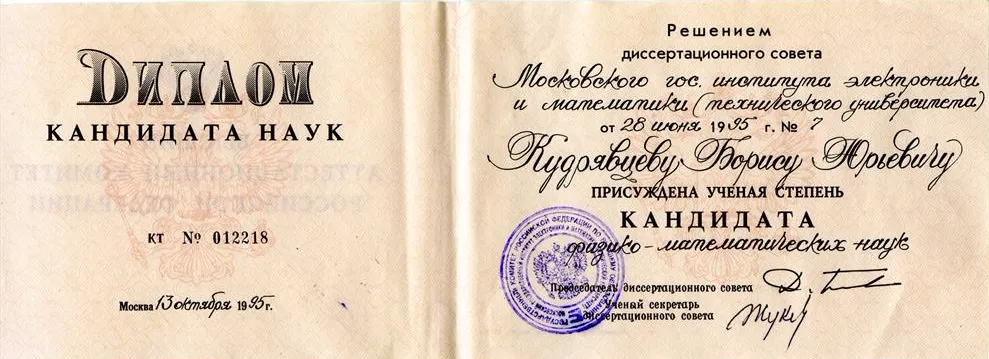 ДИПЛОМ
КАНДИДАТА НАУК
КТ № 012218
Москва 13 октября 1995г.
Решением
диссертационного совета
Московского гос. института электроники
и математики (технического университета)
от 28 июня 1995 г. № 7
Кудрявцеву Борису Юрьевичу
ПРИСУЖДЕНА УЧЕНАЯ СТЕПЕНЬ
КАНДИДАТА
физико-математических наук
Председатель диссертационного совета
Ученый секретарь
диссертационного совета